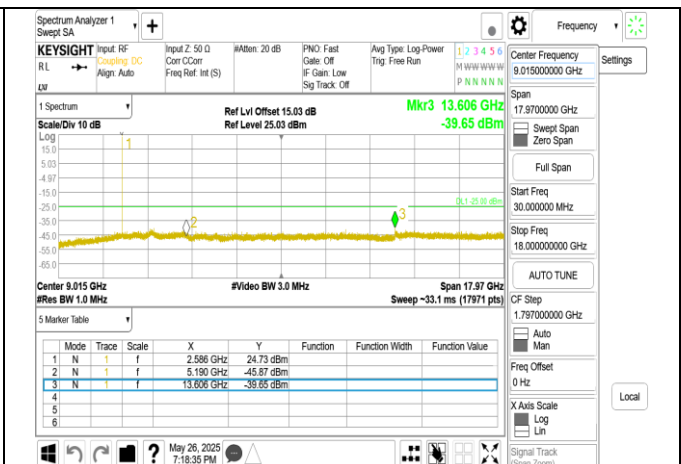 Spectrum Analyzer 1
Swept SA
+
Frequency
KEYSIGHT
RL
LXI
Input: RF
Coupling: DC
Align: Auto
Input Z: 50 Ω
Corr CCorr
Freq Ref: Int (S)
#Atten: 20 dB
PNO: Fast
Gate: Off
IF Gain: Low
Sig Track: Off
Avg Type: Log-Power
Trig: Free Run
1 2 3 4 5 6
M W W W W W
P N N N N N
Center Frequency
9.015000000 GHz
Settings
Span
17.9700000 GHz
Swept Span
Zero Span
Full Span
Start Freq
30.000000 MHz
Stop Freq
18.000000000 GHz
AUTO TUNE
CF Step
1.797000000 GHz
Auto
Man
Freq Offset
0 Hz
X Axis Scale
Log
Lin
Local
Signal Track
(Span Zoom)
1 Spectrum
Scale/Div 10 dB
Ref Lvl Offset 15.03 dB
Ref Level 25.03 dBm
Mkr3 13.606 GHz
-39.65 dBm
Log
15.0
5.03
-4.97
-15.0
-25.0
-35.0
-45.0
-55.0
-65.0
1
2
3
DL1 -25.00 dBm
Center 9.015 GHz
#Res BW 1.0 MHz
#Video BW 3.0 MHz
Span 17.97 GHz
Sweep ~33.1 ms (17971 pts)
5 Marker Table
Mode Trace Scale X Y Function Function Width Function Value
1 N 1 f 2.586 GHz 24.73 dBm
2 N 1 f 5.190 GHz -45.87 dBm
3 N 1 f 13.606 GHz -39.65 dBm
4
5
6
?
May 26, 2025
7:18:35 PM